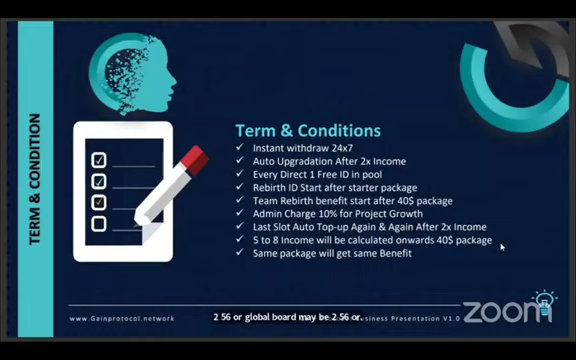 TERM & CONDITION
Term & Conditions
Instant withdraw 24x7
Auto Upgradation After 2x Income
Every Direct 1 Free ID in pool
Rebirth ID Start after starter package
Team Rebirth benefit start after 40$ package
Admin Charge 10% for Project Growth
Last Slot Auto Top-up Again & Again After 2x Income
5 to 8 Income will be calculated onwards 40$ package
Same package will get same Benefit
www.Gainprotocol.network
usiness Presentation V1.0
2 56 or global board may be 2 56 or.
zoom